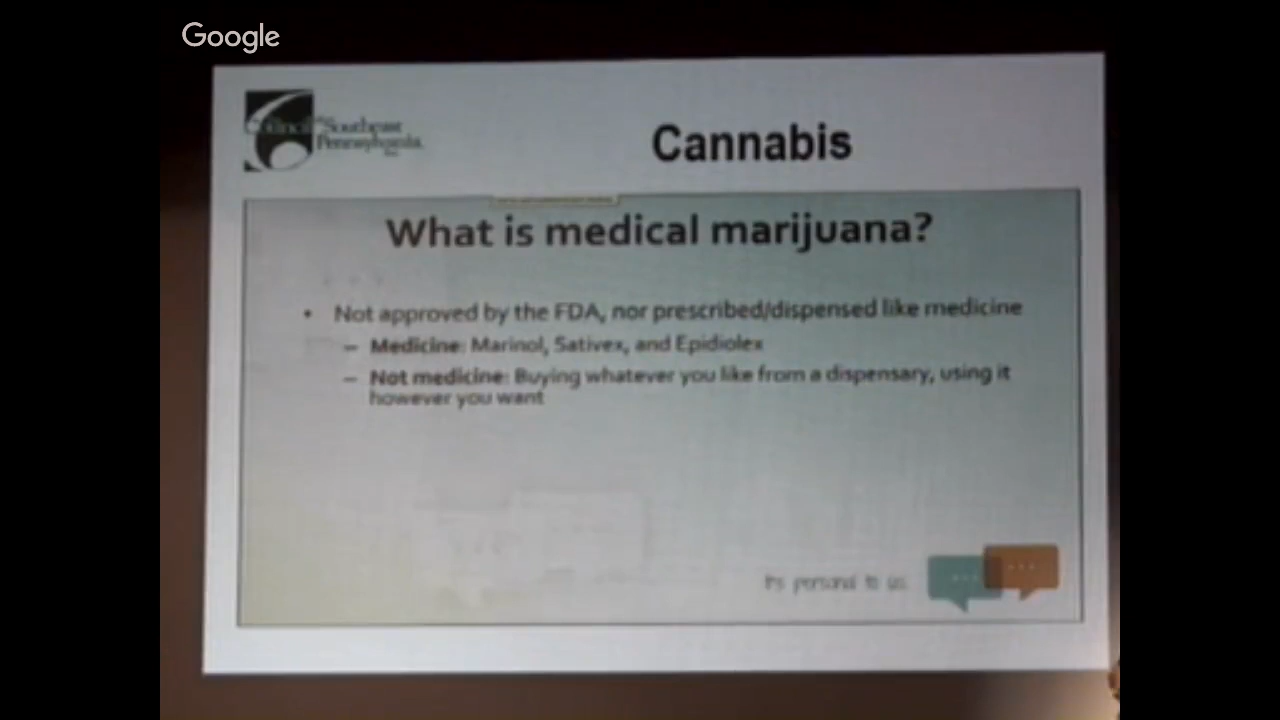 Google
Council of Southeast
Pennsylvania,
Inc.
Cannabis
What is medical marijuana?
• Not approved by the FDA, nor prescribed/dispensed like medicine
– Medicine: Marinol, Sativex, and Epidiolex
– Not medicine: Buying whatever you like from a dispensary, using it
however you want
It's personal to us.